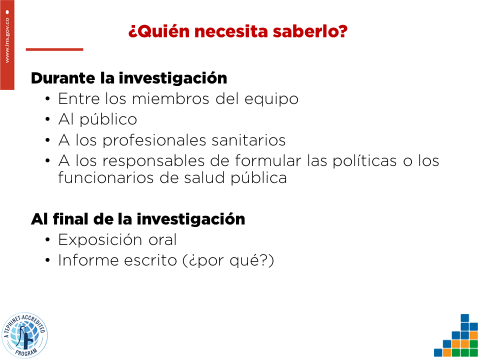 www.ins.gov.co
¿Quién necesita saberlo?
Durante la investigación
• Entre los miembros del equipo
• Al público
• A los profesionales sanitarios
• A los responsables de formular las políticas o los
funcionarios de salud pública
Al final de la investigación
• Exposición oral
• Informe escrito (¿por qué?)
A TEPHINET ACCREDITED
PROGRAM